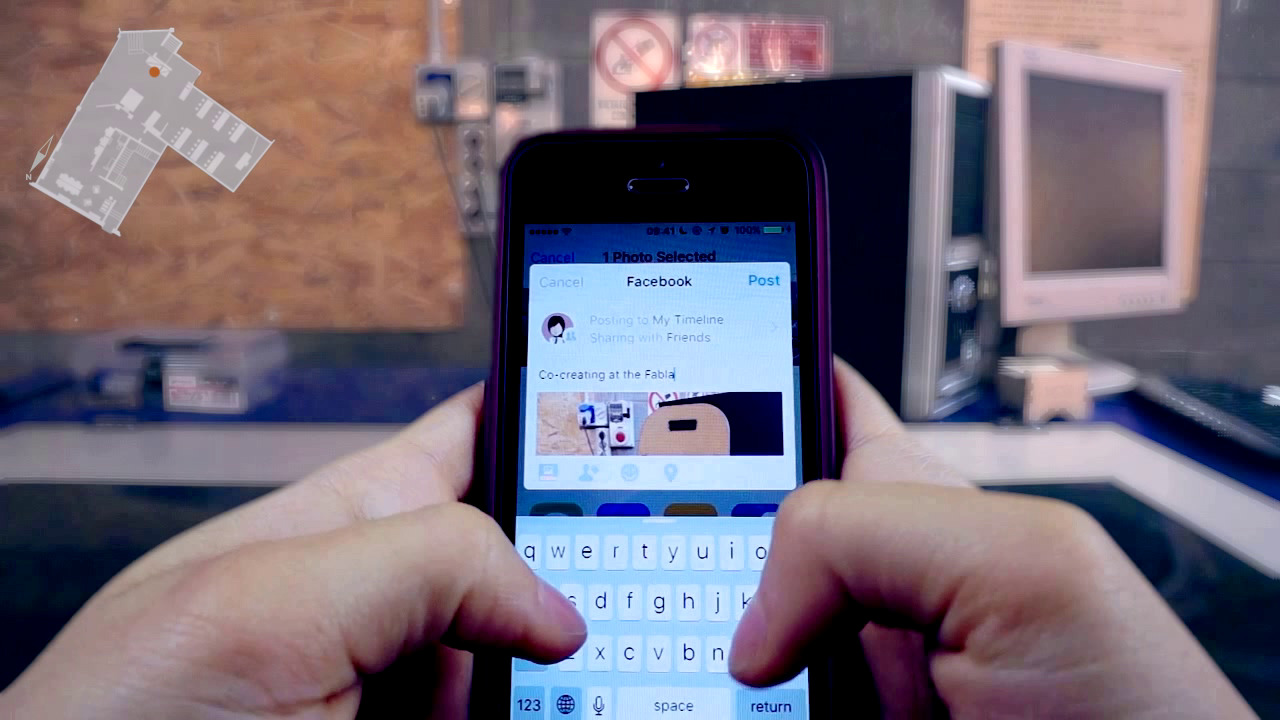 N
09:41 100%
Cancel 1 Photo Selected
Cancel Facebook Post
Posting to My Timeline
Sharing with Friends
Co-creating at the Fabla
q w e r t y u i o
s d f g h j k
z x c v b n
123 space return